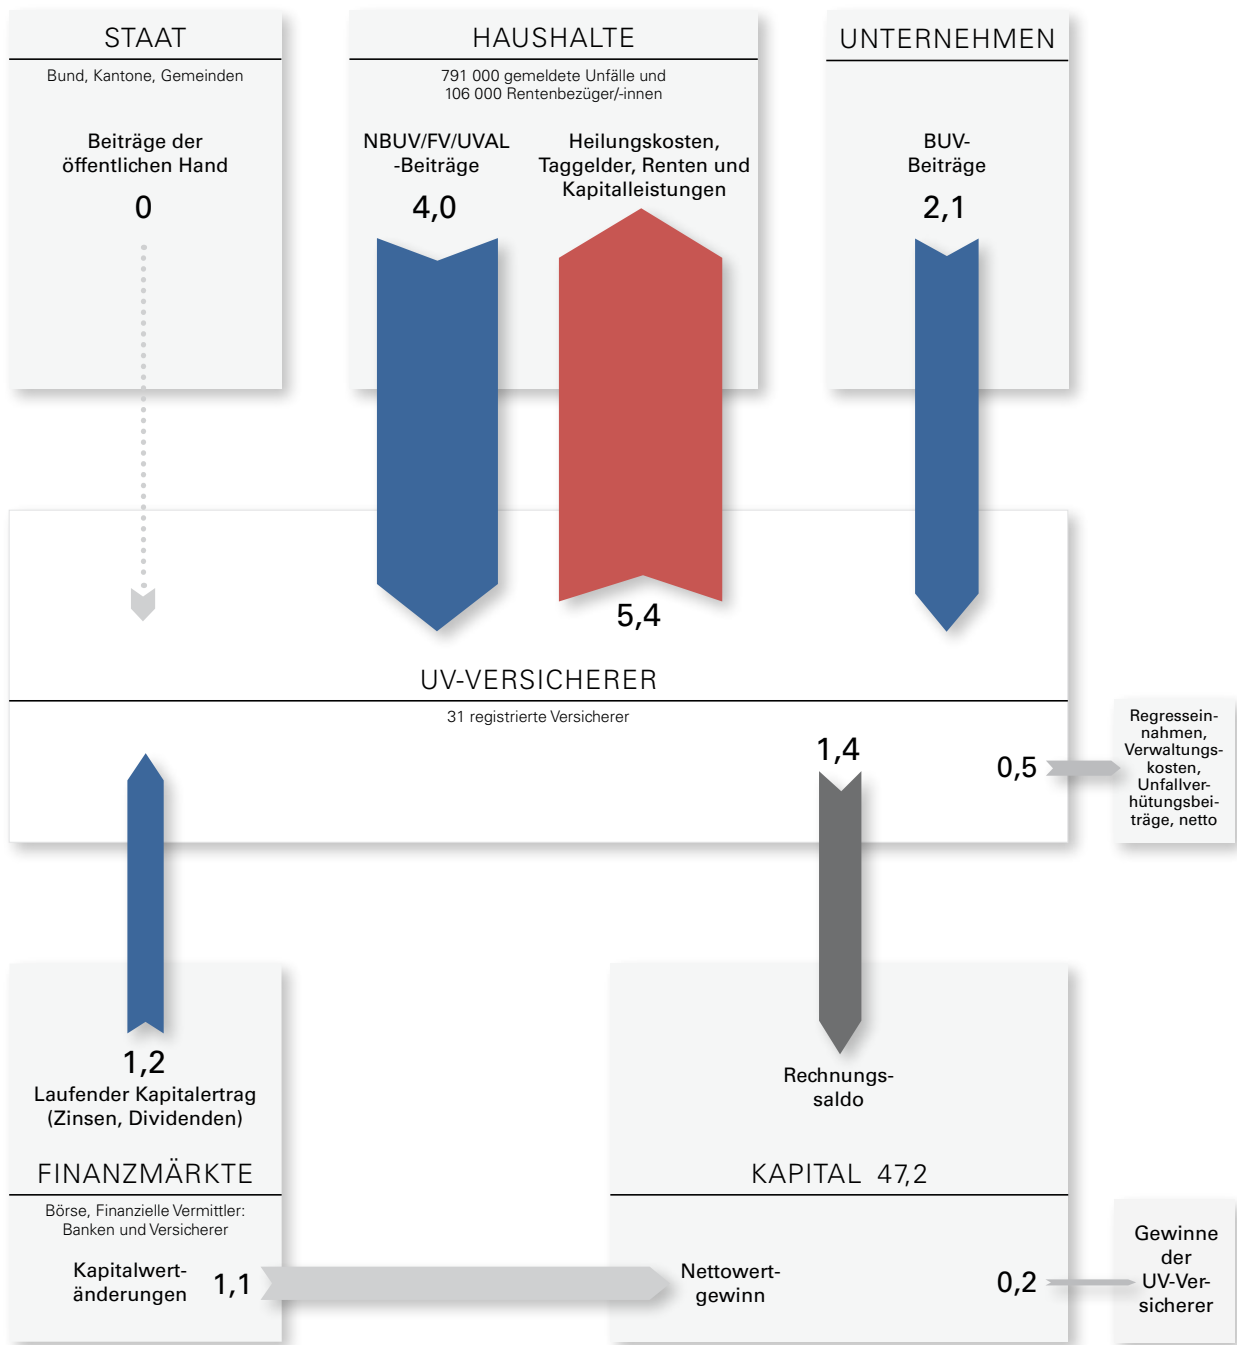 STAAT
Bund, Kantone, Gemeinden
Beiträge der
öffentlichen Hand
0
HAUSHALTE
791 000 gemeldete Unfälle und
106 000 Rentenbezüger/-innen
NBUV/FV/UVAL
-Beiträge
4,0
Heilungskosten,
Taggelder, Renten und
Kapitalleistungen
5,4
UNTERNEHMEN
BUV-
Beiträge
2,1
UV-VERSICHERER
31 registrierte Versicherer
1,4
0,5
Regressein-
nahmen,
Verwaltungs-
kosten,
Unfallver-
hütungsbei-
träge, netto
1,2
Laufender Kapitalertrag
(Zinsen, Dividenden)
FINANZMÄRKTE
Börse, Finanzielle Vermittler:
Banken und Versicherer
Kapitalwert-
änderungen
1,1
Rechnungs-
saldo
KAPITAL 47,2
Nettowert-
gewinn
0,2
Gewinne
der
UV-Ver-
sicherer